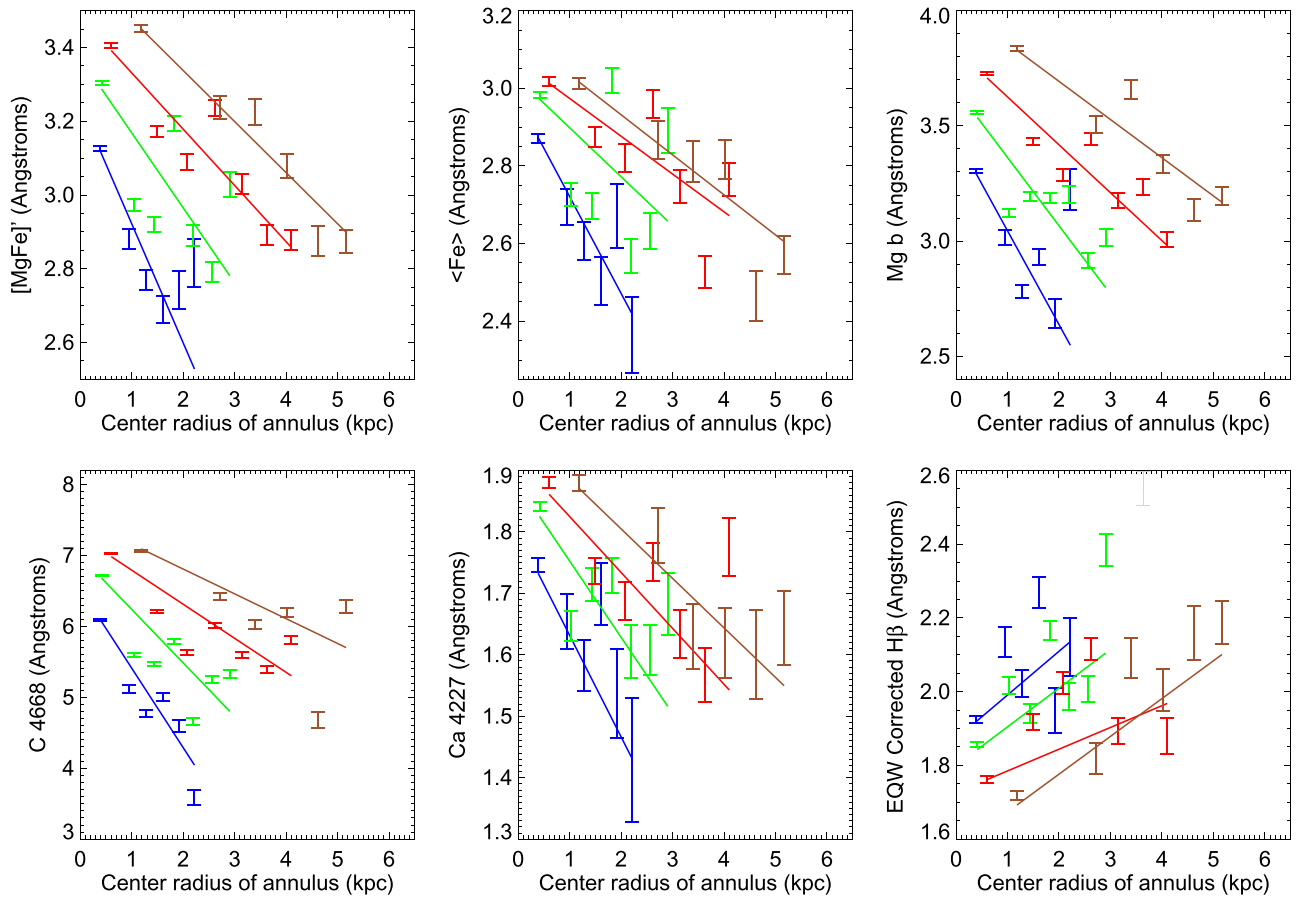 [MgFe]' (Angstroms)
3.4
3.2
3.0
2.8
2.6
0 1 2 3 4 5 6
Center radius of annulus (kpc)
<Fe> (Angstroms)
3.2
3.0
2.8
2.6
2.4
0 1 2 3 4 5 6
Center radius of annulus (kpc)
Mg b (Angstroms)
4.0
3.5
3.0
2.5
0 1 2 3 4 5 6
Center radius of annulus (kpc)
C 4668 (Angstroms)
8
7
6
5
4
3
0 1 2 3 4 5 6
Center radius of annulus (kpc)
Ca 4227 (Angstroms)
1.9
1.8
1.7
1.6
1.5
1.4
1.3
0 1 2 3 4 5 6
Center radius of annulus (kpc)
EQW Corrected Hβ (Angstroms)
2.6
2.4
2.2
2.0
1.8
1.6
0 1 2 3 4 5 6
Center radius of annulus (kpc)